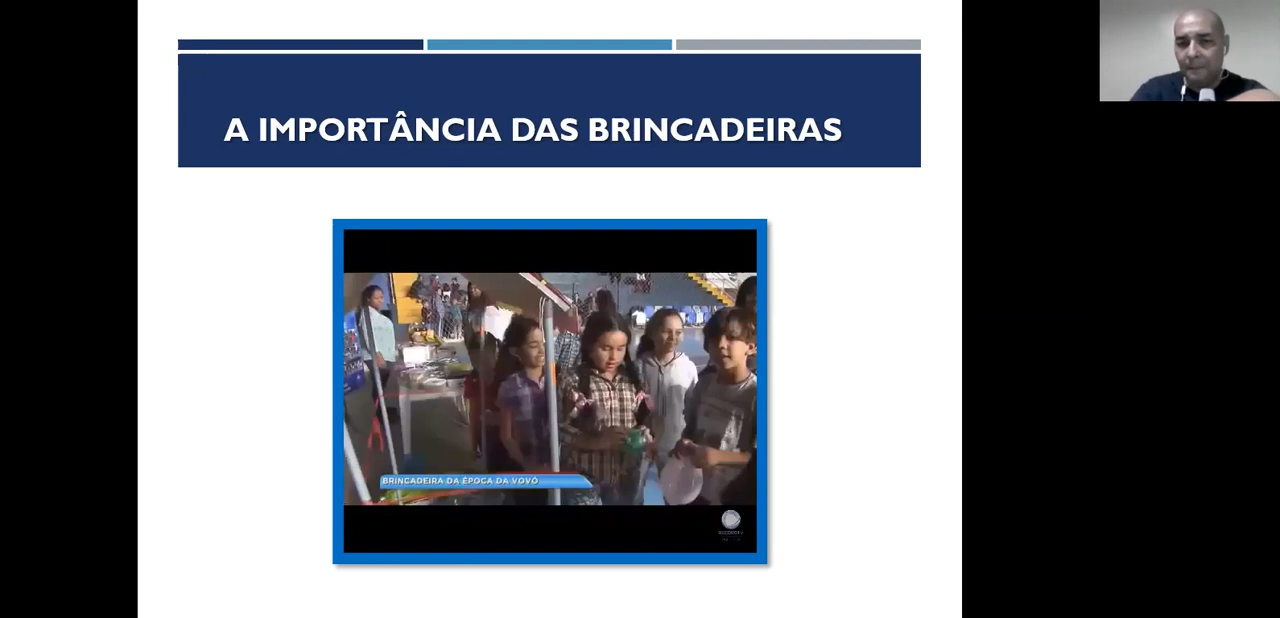 A IMPORTÂNCIA DAS BRINCADEIRAS
BRINCADEIRA DA ÉPOCA DA VOVÓ